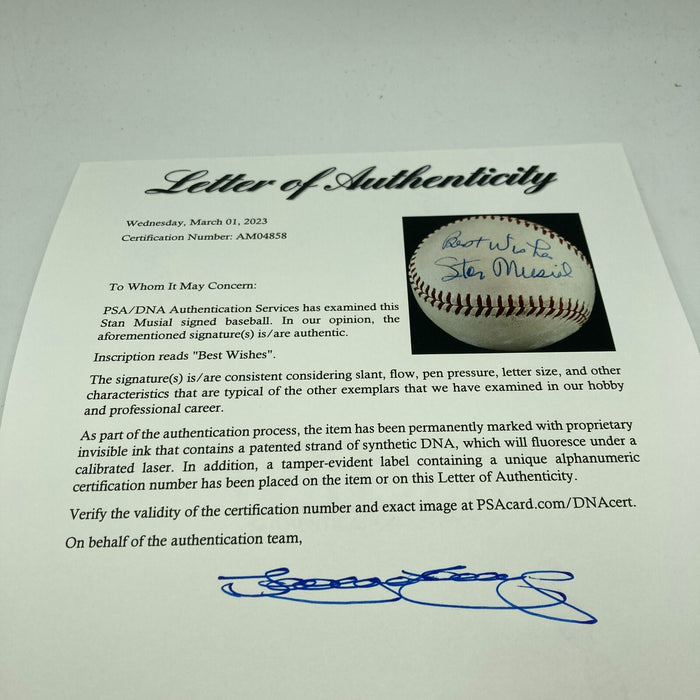 Letter of Authenticity
Wednesday, March 01, 2023
Certification Number: AM04858
Best Wishes
Stan Musial
To Whom It May Concern:
PSA/DNA Authentication Services has examined this
Stan Musial signed baseball. In our opinion, the
aforementioned signature(s) is/are authentic.
Inscription reads "Best Wishes".
The signature(s) is/are consistent considering slant, flow, pen pressure, letter size, and other
characteristics that are typical of the other exemplars that we have examined in our hobby
and professional career.
As part of the authentication process, the item has been permanently marked with proprietary
invisible ink that contains a patented strand of synthetic DNA, which will fluoresce under a
calibrated laser. In addition, a tamper-evident label containing a unique alphanumeric
certification number has been placed on the item or on this Letter of Authenticity.
Verify the validity of the certification number and exact image at PSAcard.com/DNAcert.
On behalf of the authentication team,